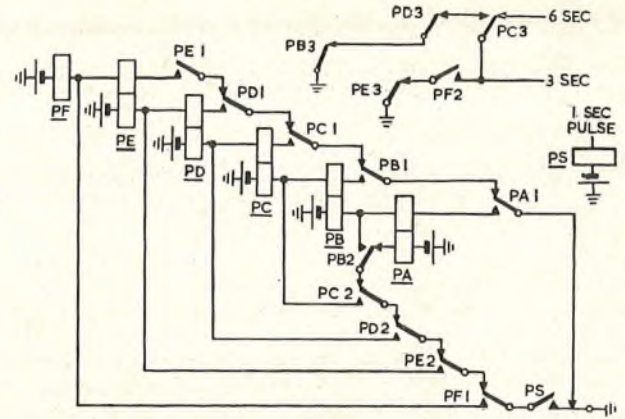 PD3
6 SEC
PC3
PB3
PE1
3 SEC
PE3
PF2
PF
PD1
1 SEC
PULSE
PE
PC1
PS
PD
PB1
PC
PA1
PB
PB2
PA
PC2
PD2
PE2
PF1
PS